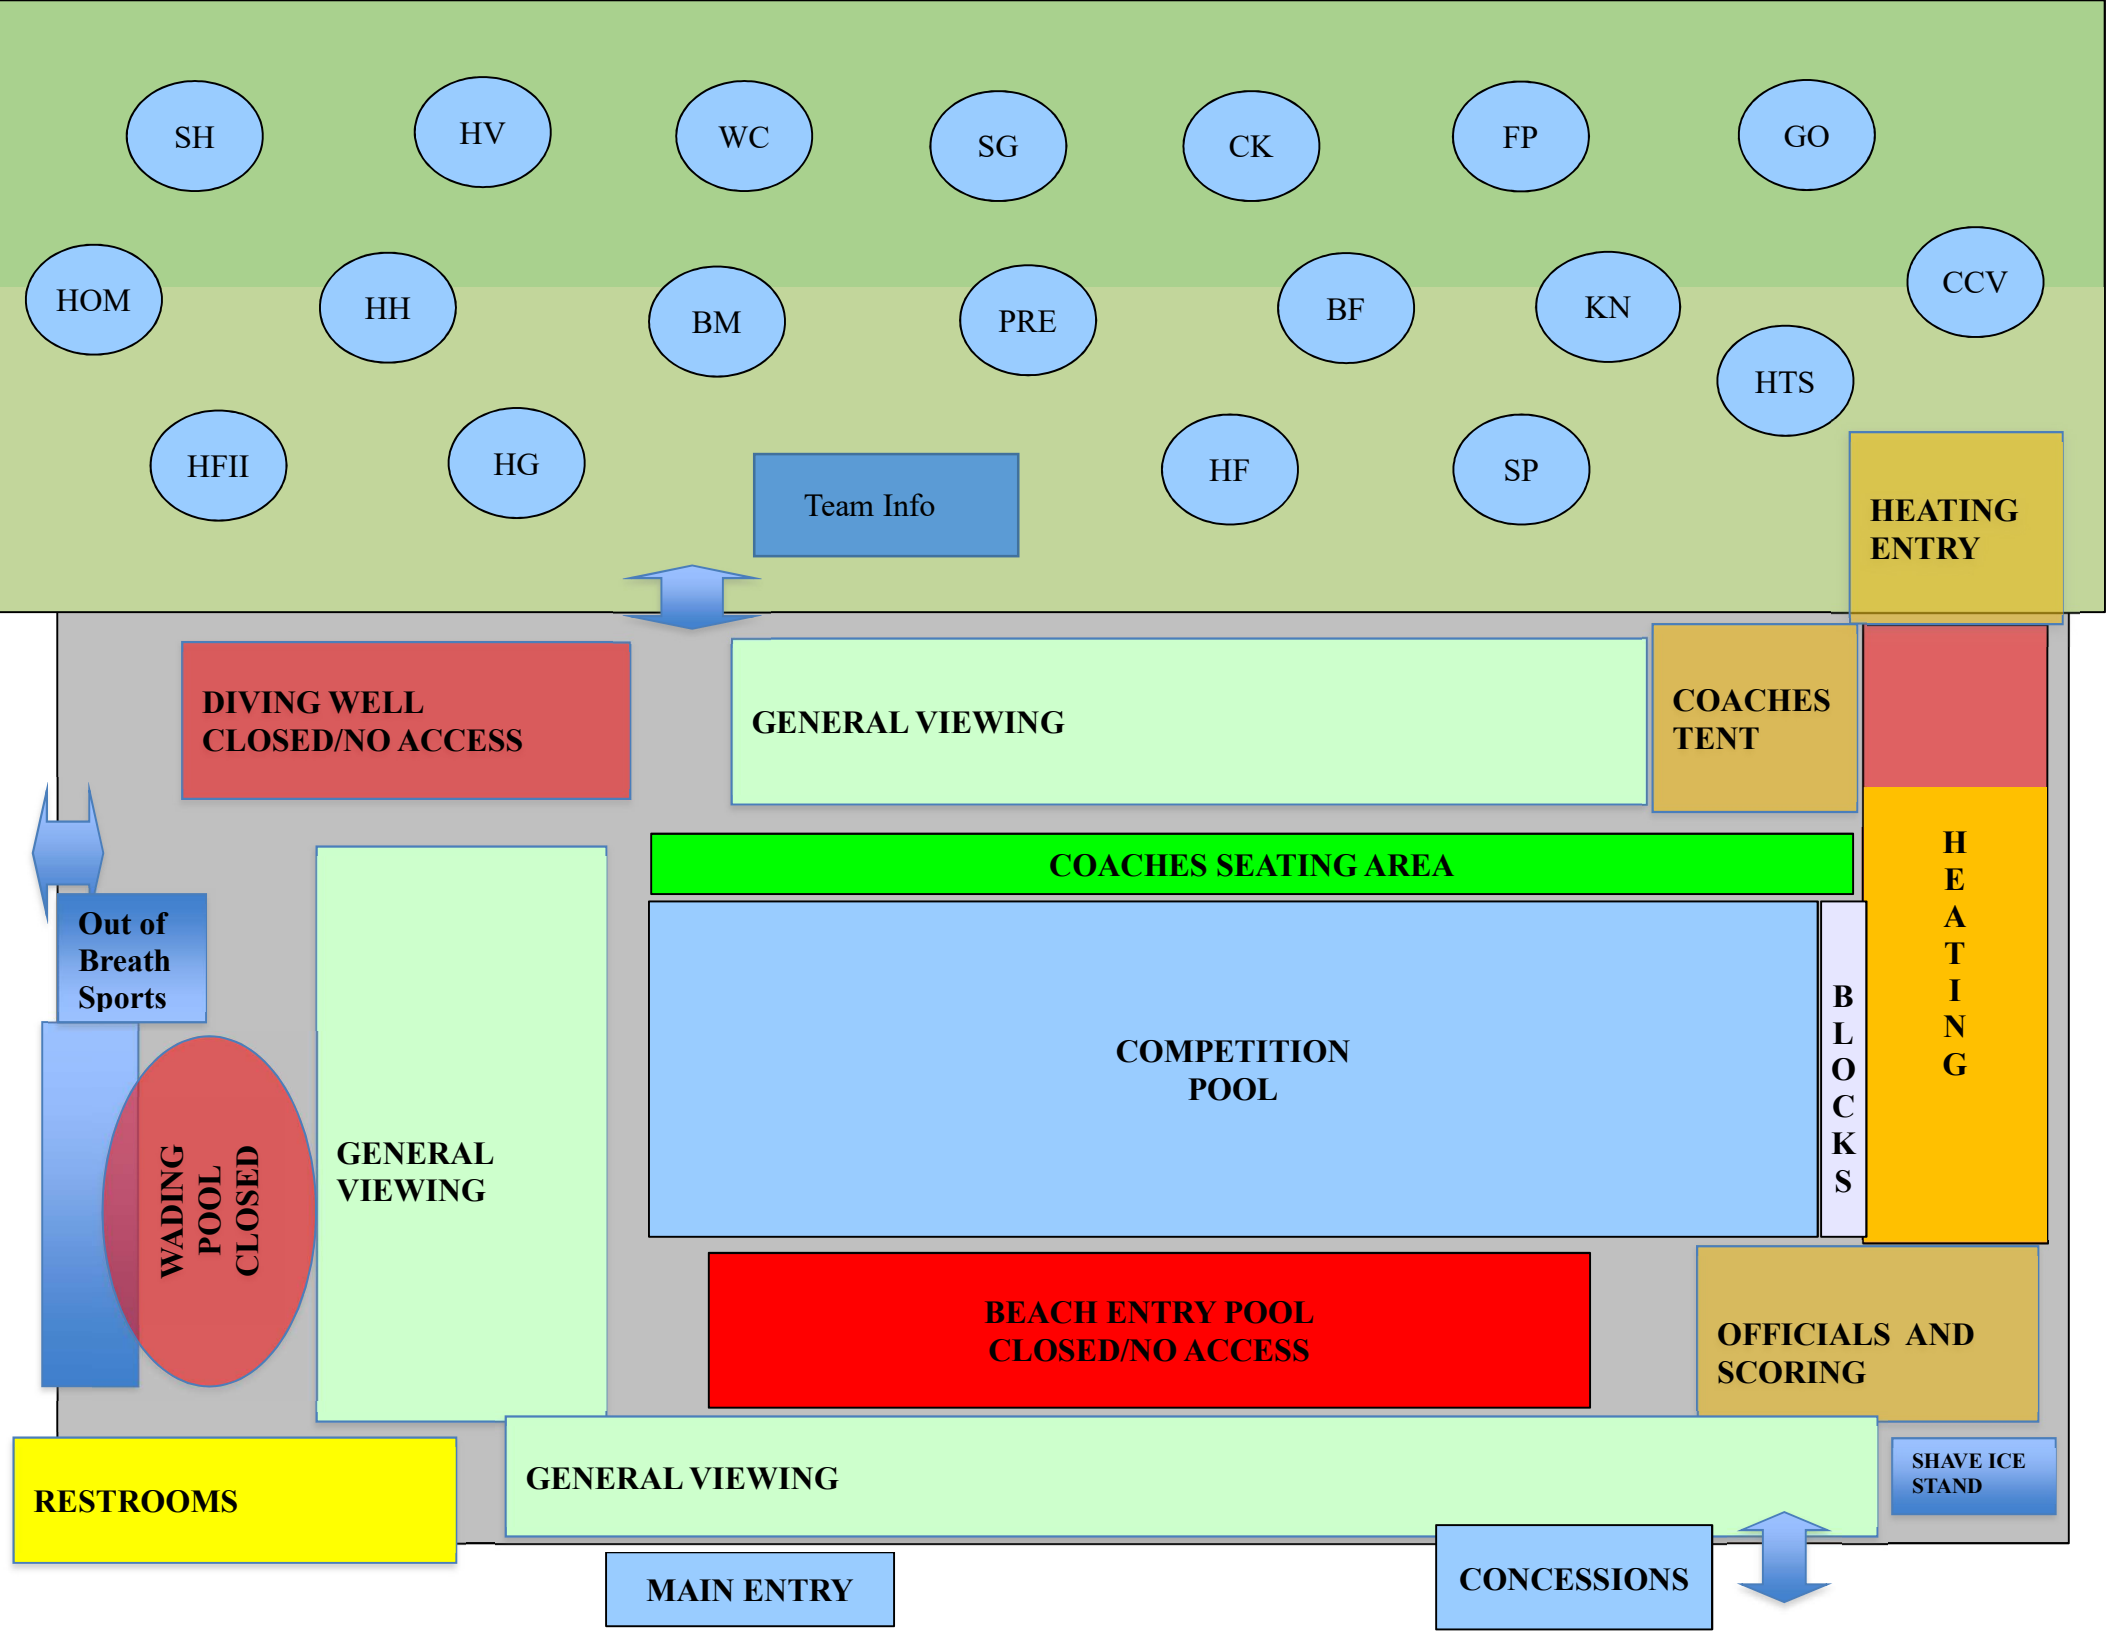 SH
HV
WC
SG
CK
FP
GO
HOM
HH
BM
PRE
BF
KN
CCV
HTS
HFII
HG
Team Info
HF
SP
HEATING
ENTRY
DIVING WELL
CLOSED/NO ACCESS
GENERAL VIEWING
COACHES
TENT
COACHES SEATING AREA
HEATING
Out of
Breath
Sports
COMPETITION
POOL
BLOCKS
WADING
POOL
CLOSED
GENERAL
VIEWING
BEACH ENTRY POOL
CLOSED/NO ACCESS
OFFICIALS  AND
SCORING
GENERAL VIEWING
SHAVE ICE
STAND
RESTROOMS
MAIN ENTRY
CONCESSIONS